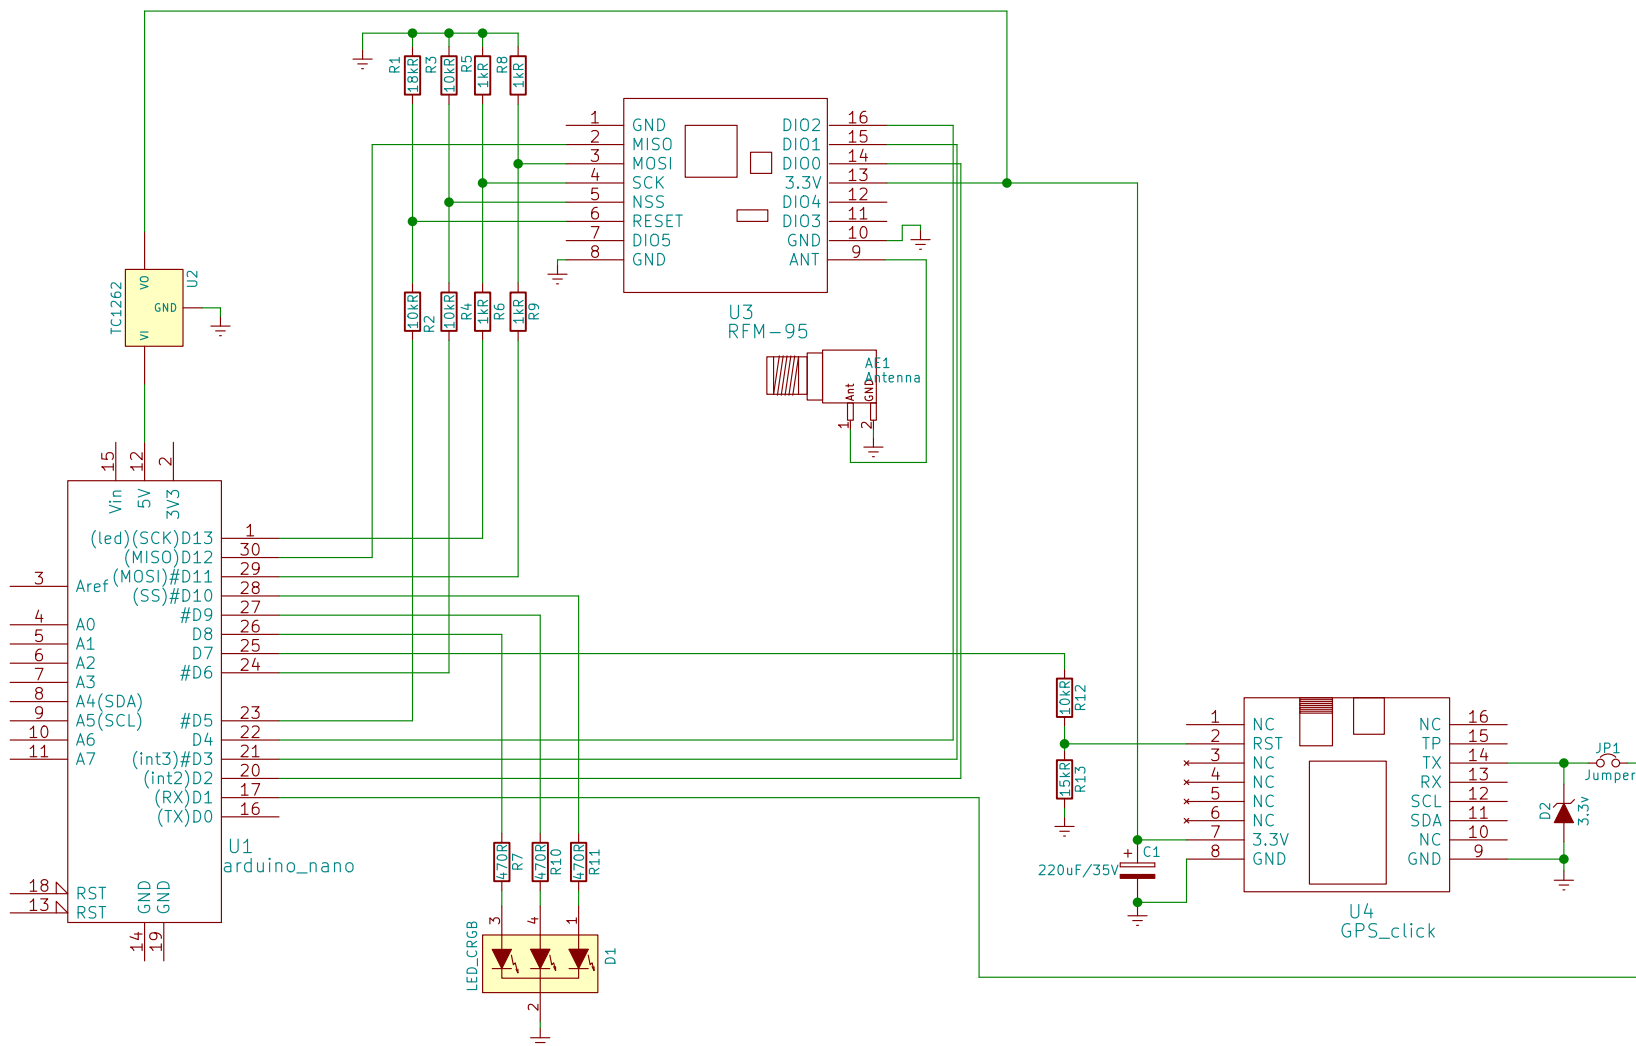 R1
18kR
R3
10kR
R5
1kR
R8
1kR
1
GND
2
MISO
3
MOSI
4
SCK
5
NSS
6
RESET
7
DIO5
8
GND
DIO2
16
DIO1
15
DIO0
14
3.3V
13
DIO4
12
DIO3
11
GND
10
ANT
9
U3
RFM-95
TC1262
VO
GND
VI
U2
10kR
R2
10kR
R4
1kR
R6
1kR
R9
AE1
Antenna
Ant
GND
1
2
15
12
2
Vin
5V
3V3
(led)(SCK)D13
1
(MISO)D12
30
(MOSI)#D11
29
(SS)#D10
28
#D9
27
D8
26
D7
25
#D6
24
#D5
23
D4
22
(int3)#D3
21
(int2)D2
20
(RX)D1
17
(TX)D0
16
3
Aref
4
A0
5
A1
6
A2
7
A3
8
A4(SDA)
9
A5(SCL)
10
A6
11
A7
18
RST
13
RST
GND
GND
14
19
U1
arduino_nano
470R
R7
470R
R10
470R
R11
3
4
1
LED_CRGB
D1
2
10kR
R12
15kR
R13
+
C1
220uF/35V
1
NC
2
RST
3
NC
4
NC
5
NC
6
NC
7
3.3V
8
GND
NC
16
TP
15
TX
14
RX
13
SCL
12
SDA
11
NC
10
GND
9
U4
GPS_click
D2
3.3v
JP1
Jumper